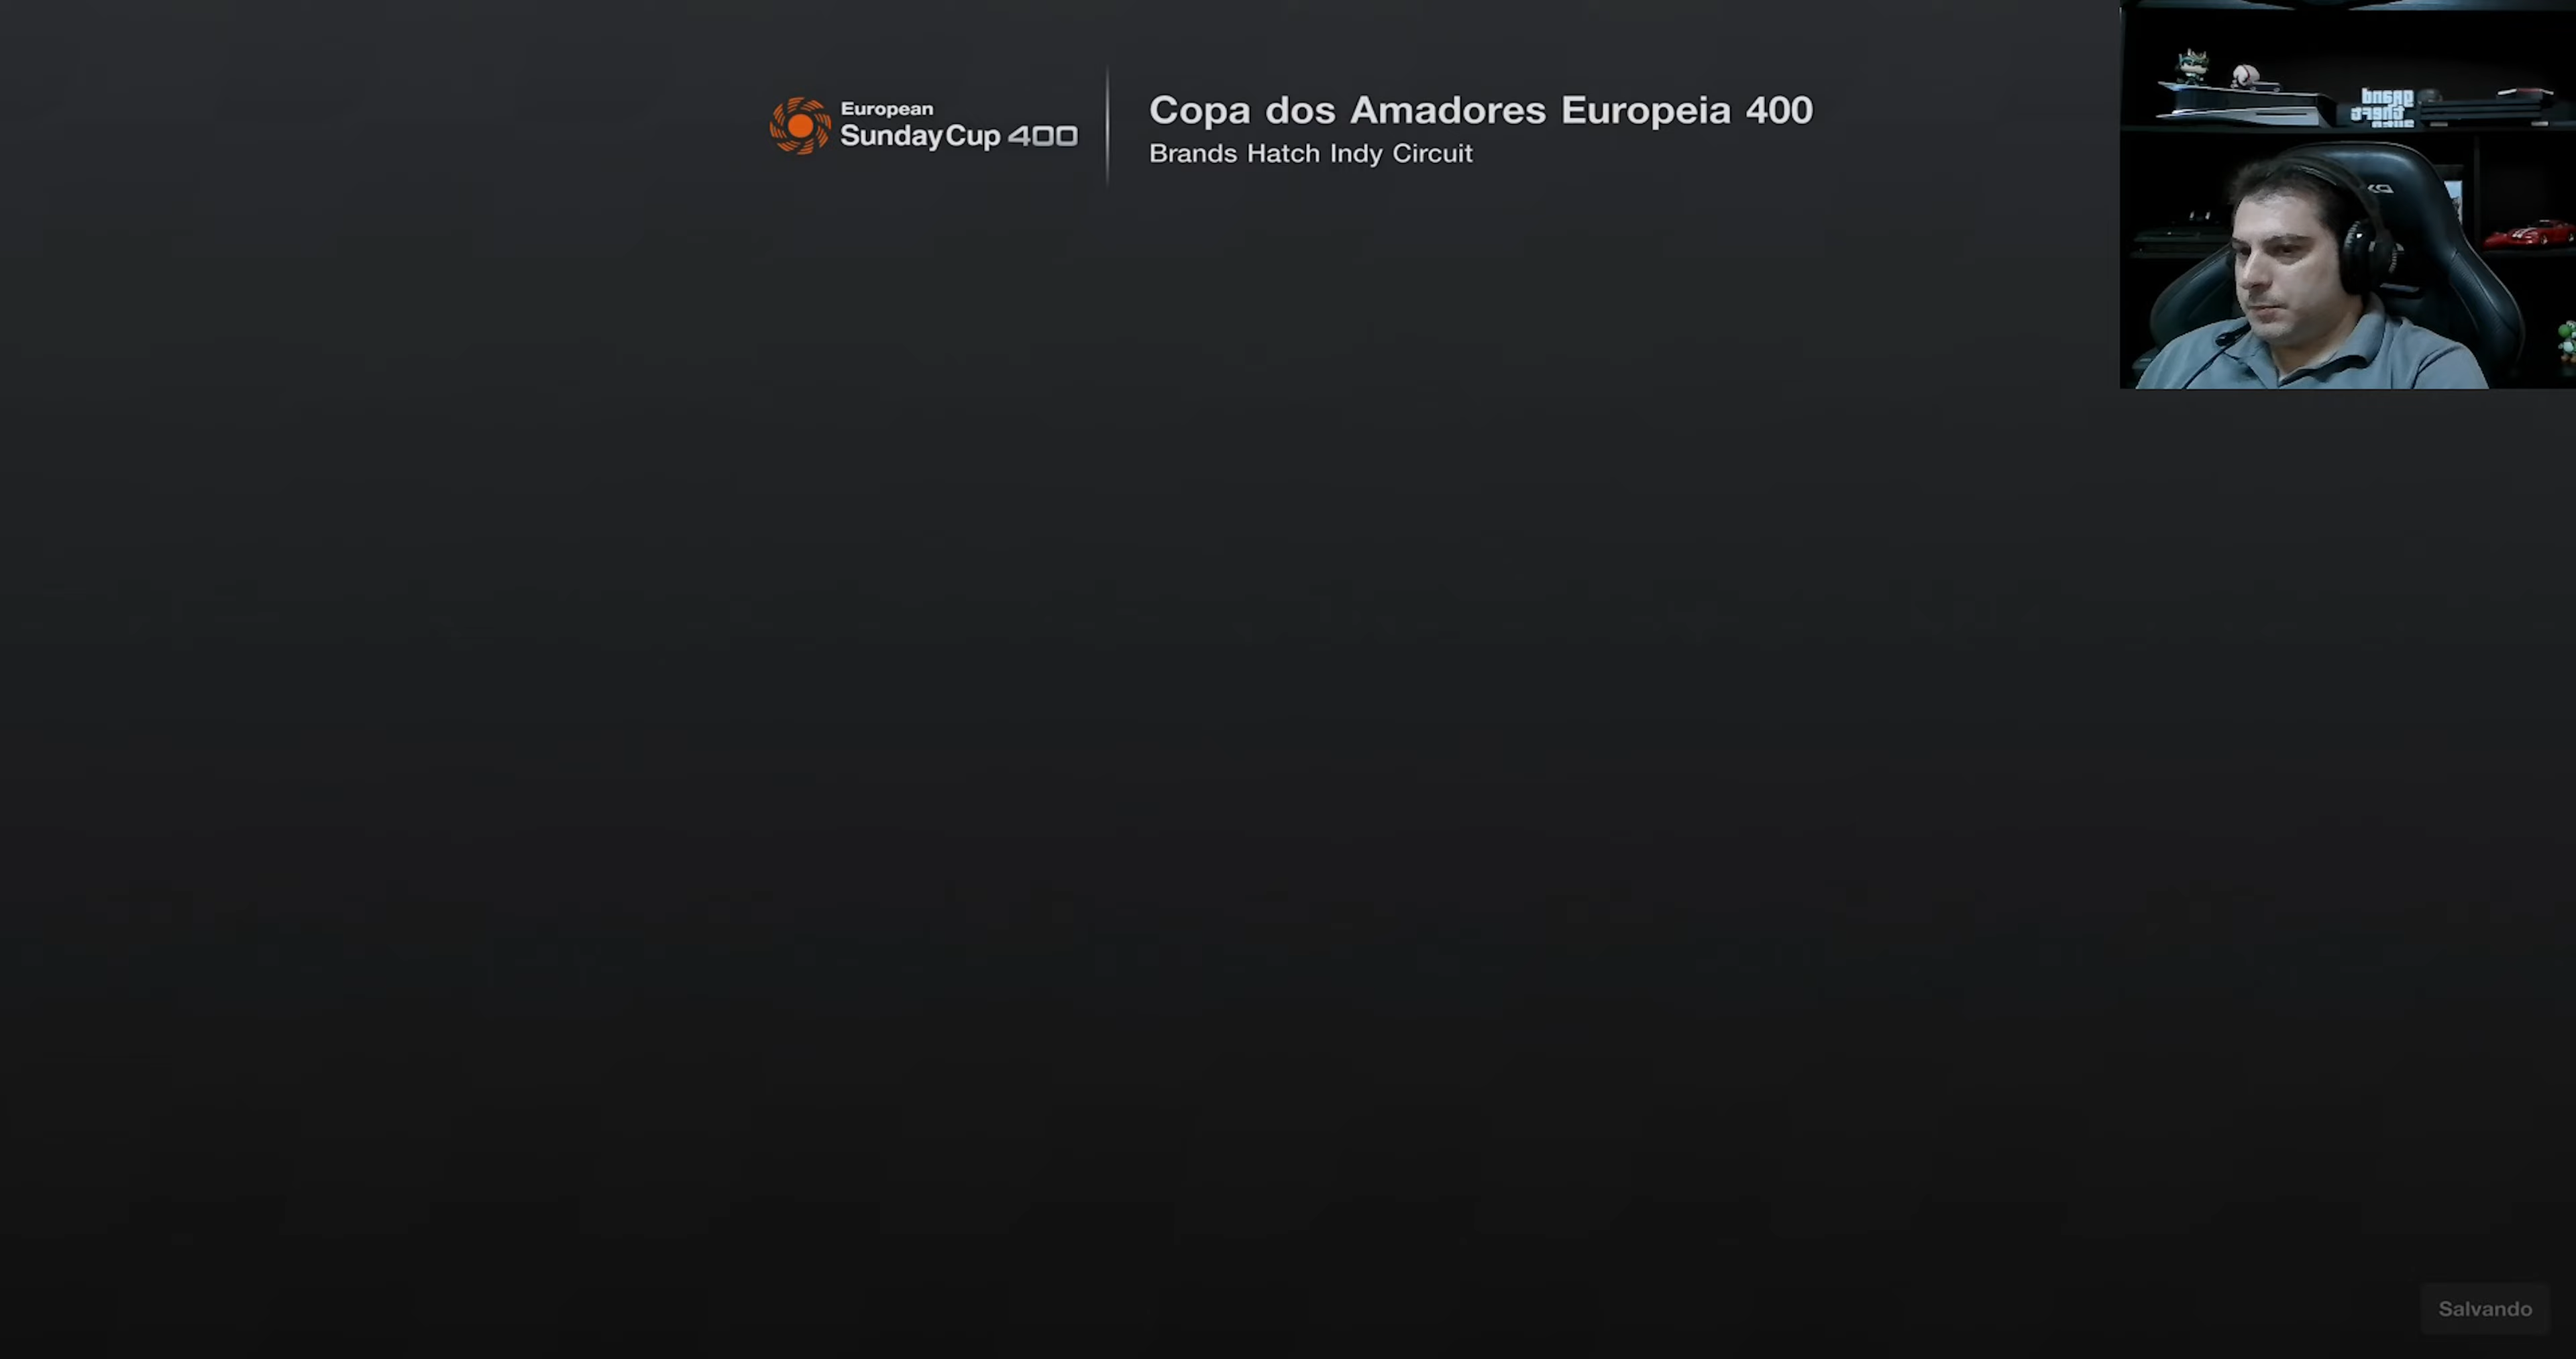 European
SundayCup 400
Copa dos Amadores Europeia 400
Brands Hatch Indy Circuit
Salvando